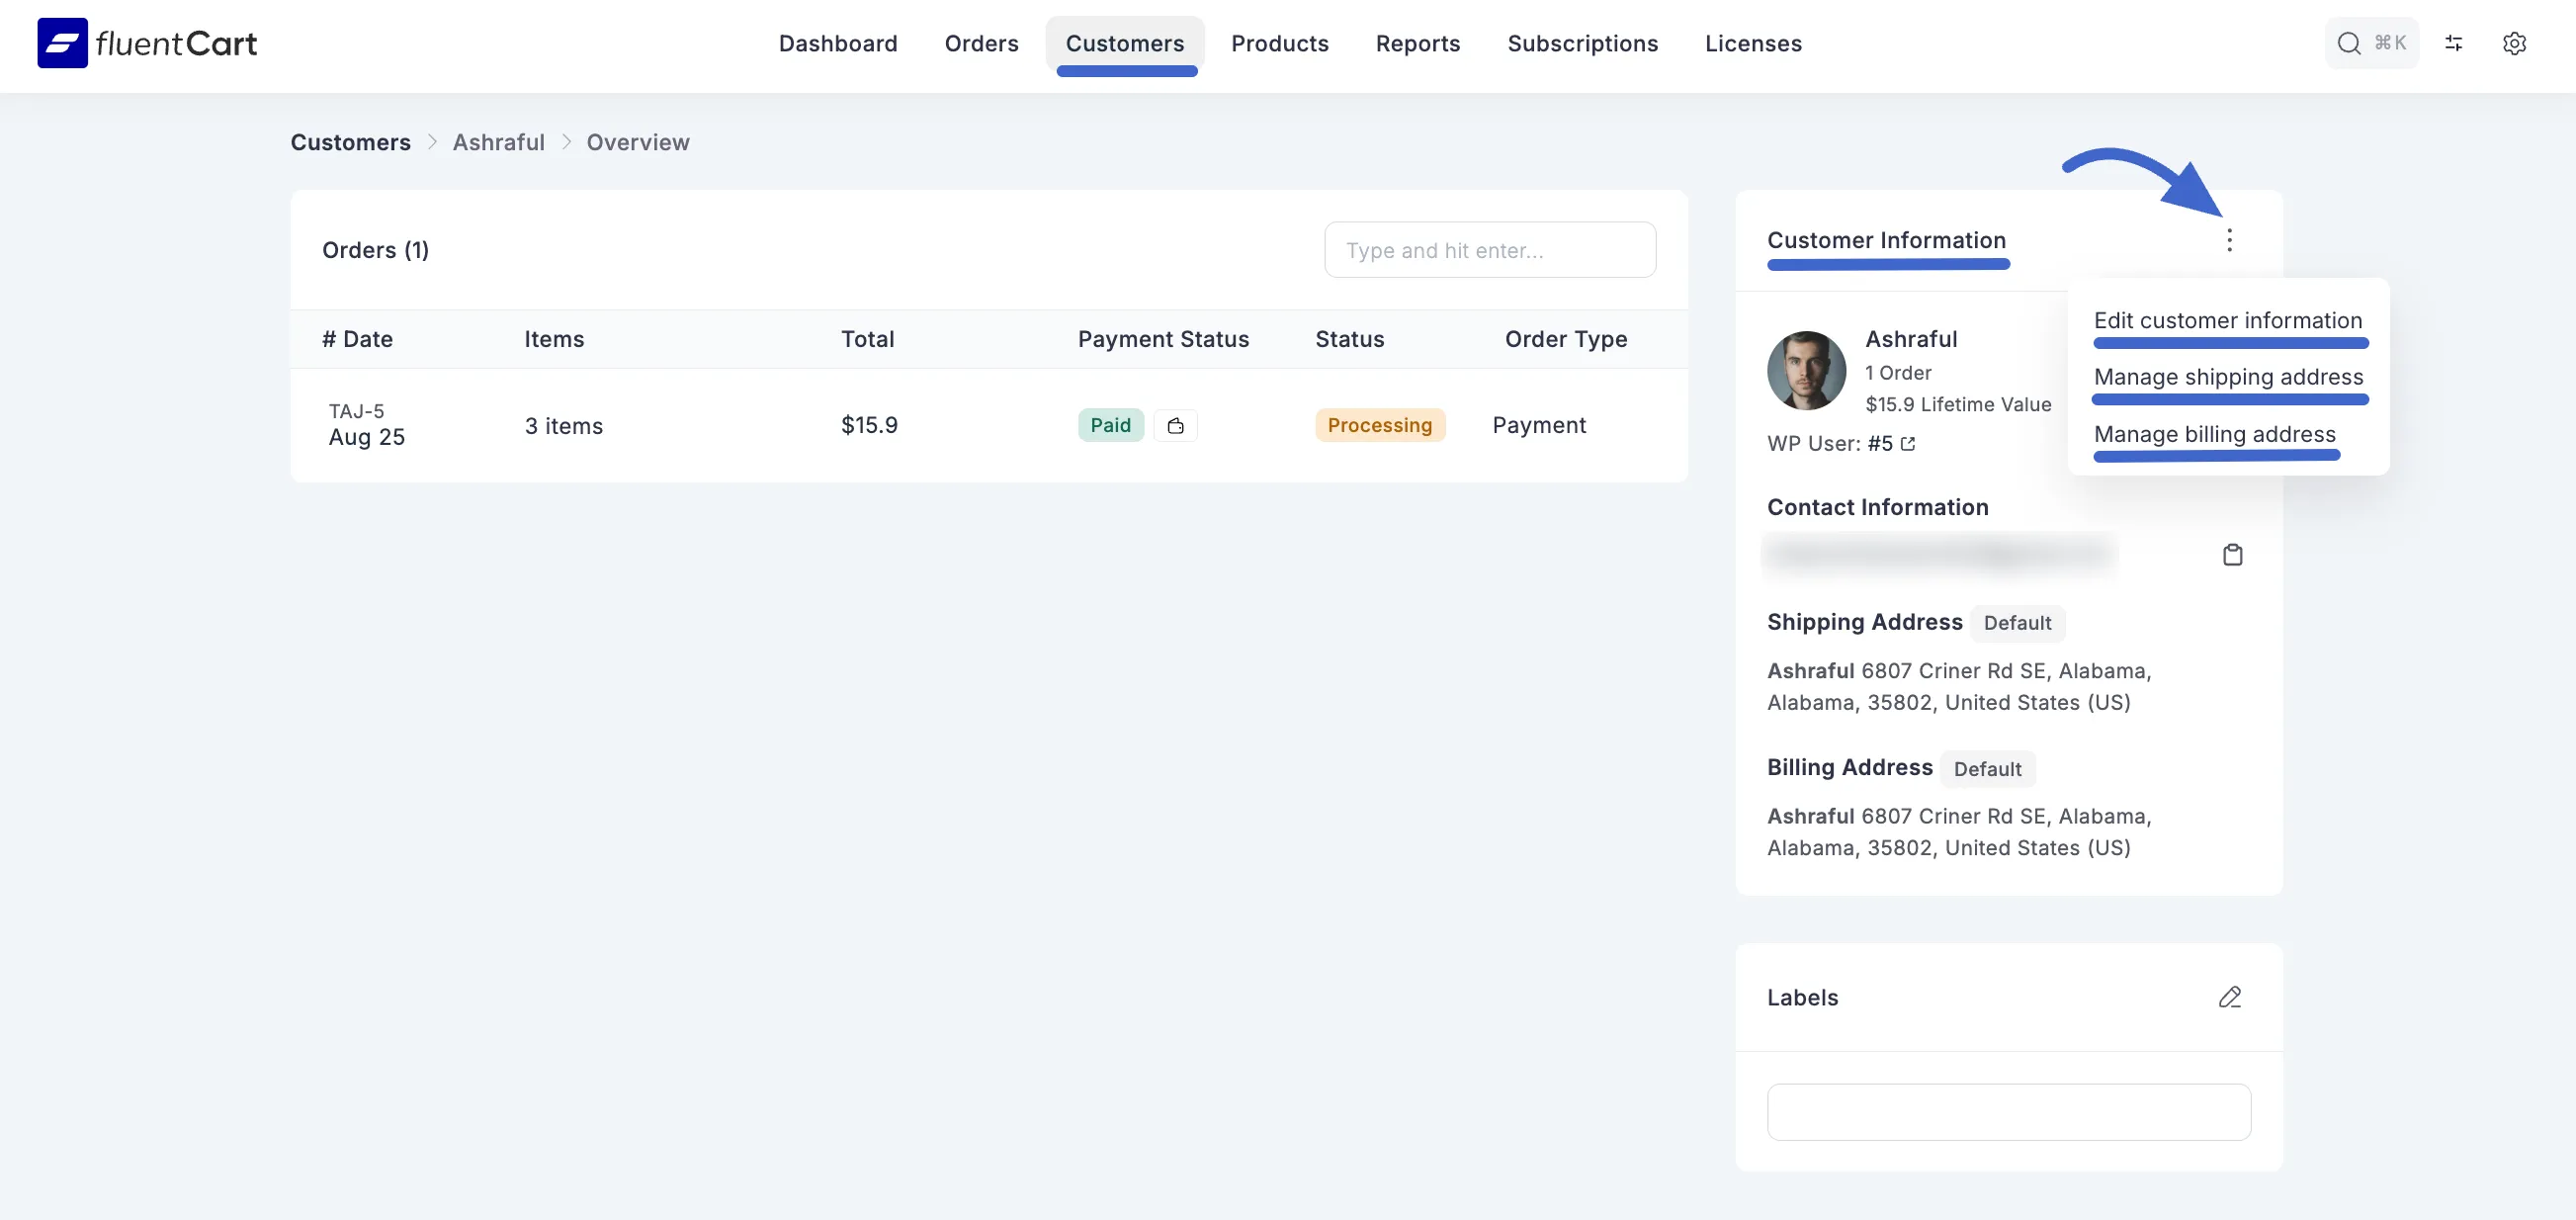 fluentCart
Dashboard
Orders
Customers
Products
Reports
Subscriptions
Licenses
⌘K
Customers > Ashraful > Overview
Orders (1)
Type and hit enter...
# Date Items Total Payment Status Status Order Type
TAJ-5
Aug 25
3 items
$15.9
Paid
Processing
Payment
Customer Information
Edit customer information
Manage shipping address
Manage billing address
Ashraful
1 Order
$15.9 Lifetime Value
WP User: #5
Contact Information
Shipping Address Default
Ashraful 6807 Criner Rd SE, Alabama,
Alabama, 35802, United States (US)
Billing Address Default
Ashraful 6807 Criner Rd SE, Alabama,
Alabama, 35802, United States (US)
Labels